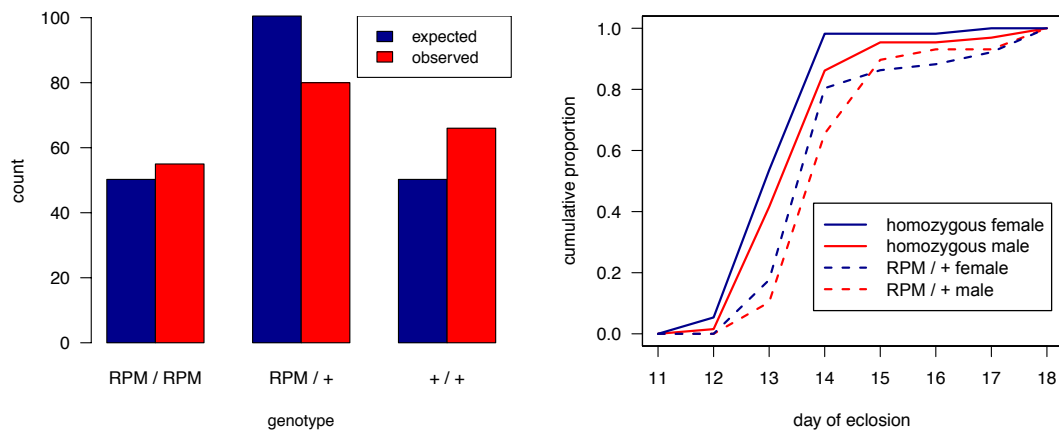 count
100
80
60
40
20
0
expected
observed
RPM / RPM
RPM / +
+ / +
genotype
cumulative proportion
1.0
0.8
0.6
0.4
0.2
0.0
homozygous female
homozygous male
RPM / + female
RPM / + male
11 12 13 14 15 16 17 18
day of eclosion